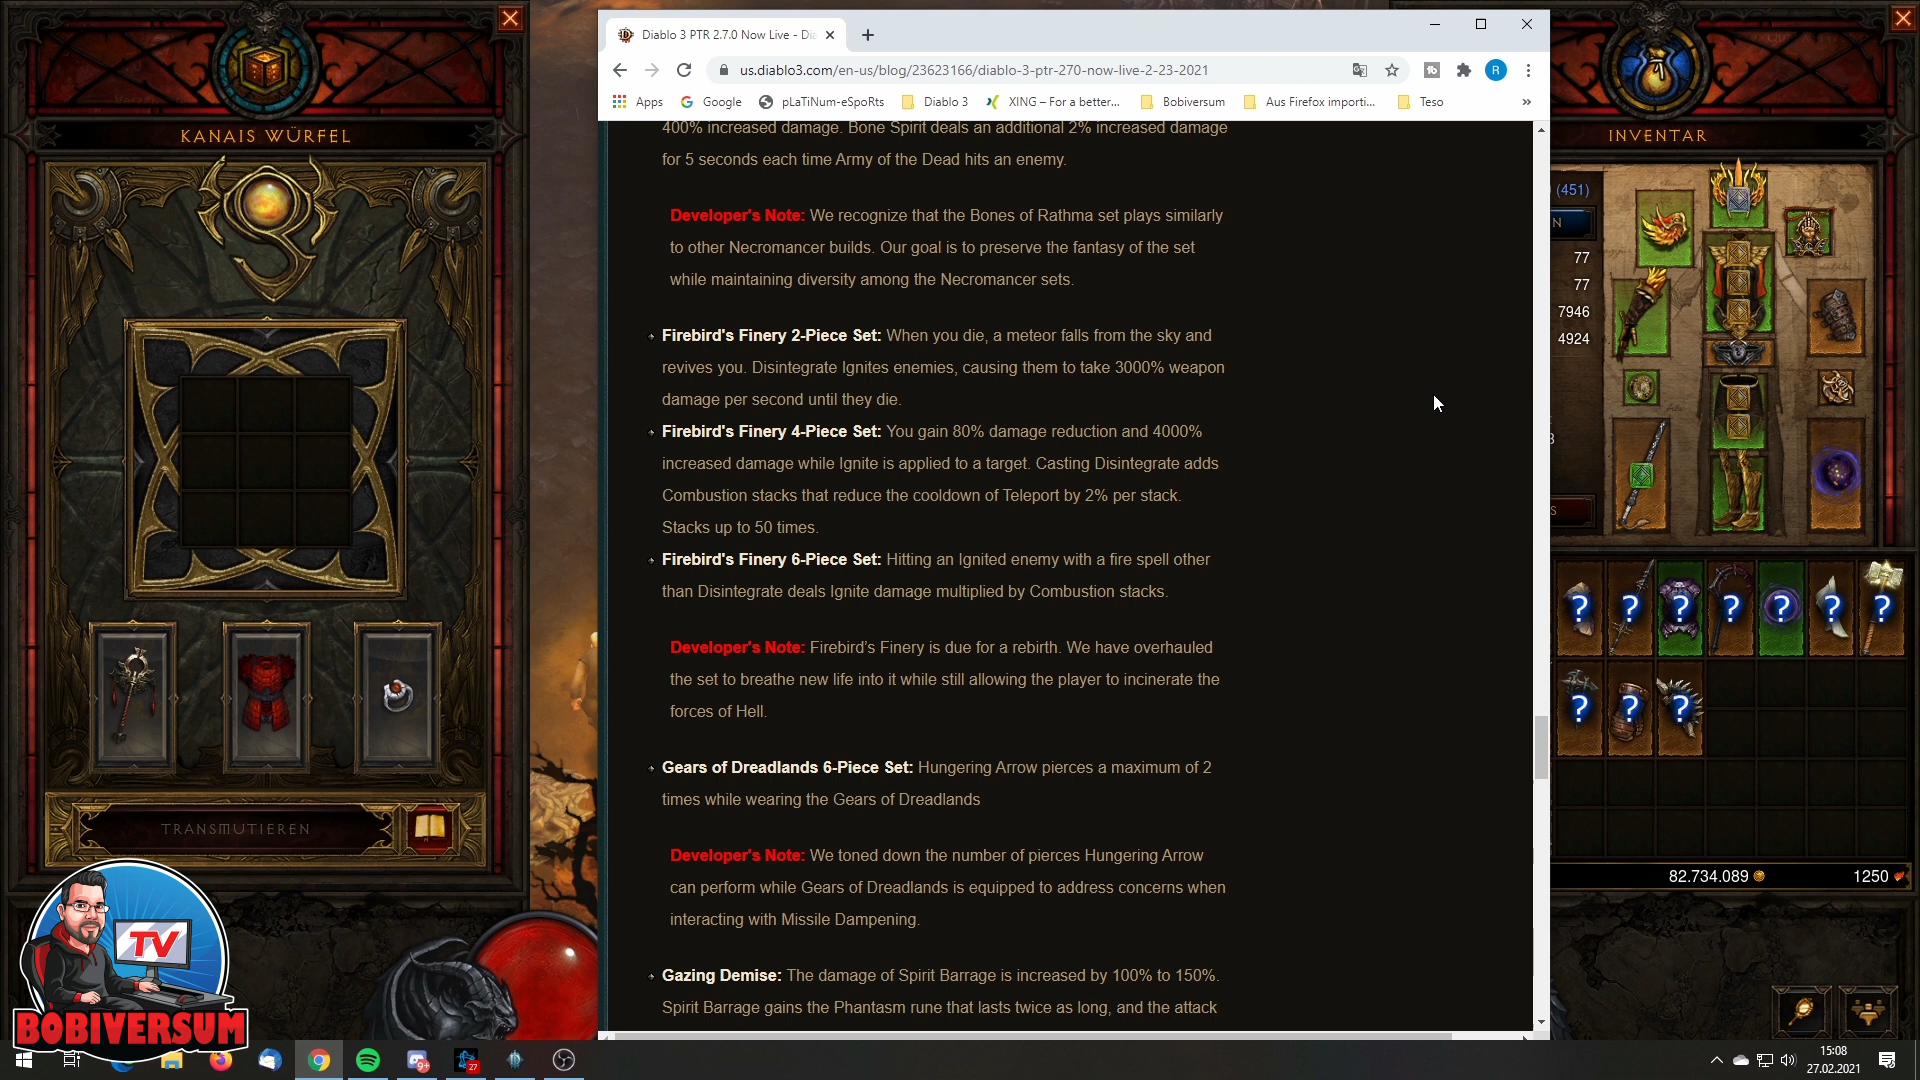 KANAIS WÜRFEL
TRANSMUTIEREN
TV
BOBIVERSUM
Diablo 3 PTR 2.7.0 Now Live - Dia
us.diablo3.com/en-us/blog/23623166/diablo-3-ptr-270-now-live-2-23-2021
R
Apps
Google
pLaTiNum-eSpoRts
Diablo 3
XING – For a better...
Bobiversum
Aus Firefox importi...
Teso
»
400% increased damage. Bone Spirit deals an additional 2% increased damage
for 5 seconds each time Army of the Dead hits an enemy.
Developer's Note: We recognize that the Bones of Rathma set plays similarly
to other Necromancer builds. Our goal is to preserve the fantasy of the set
while maintaining diversity among the Necromancer sets.
Firebird's Finery 2-Piece Set: When you die, a meteor falls from the sky and
revives you. Disintegrate Ignites enemies, causing them to take 3000% weapon
damage per second until they die.
Firebird's Finery 4-Piece Set: You gain 80% damage reduction and 4000%
increased damage while Ignite is applied to a target. Casting Disintegrate adds
Combustion stacks that reduce the cooldown of Teleport by 2% per stack.
Stacks up to 50 times.
Firebird's Finery 6-Piece Set: Hitting an Ignited enemy with a fire spell other
than Disintegrate deals Ignite damage multiplied by Combustion stacks.
Developer's Note: Firebird’s Finery is due for a rebirth. We have overhauled
the set to breathe new life into it while still allowing the player to incinerate the
forces of Hell.
Gears of Dreadlands 6-Piece Set: Hungering Arrow pierces a maximum of 2
times while wearing the Gears of Dreadlands
Developer's Note: We toned down the number of pierces Hungering Arrow
can perform while Gears of Dreadlands is equipped to address concerns when
interacting with Missile Dampening.
Gazing Demise: The damage of Spirit Barrage is increased by 100% to 150%.
Spirit Barrage gains the Phantasm rune that lasts twice as long, and the attack
INVENTAR
(451)
N
77
77
7946
4924
3
S
? ? ? ? ? ? ?
? ? ?
82.734.089
1250
9+
27
15:08
27.02.2021